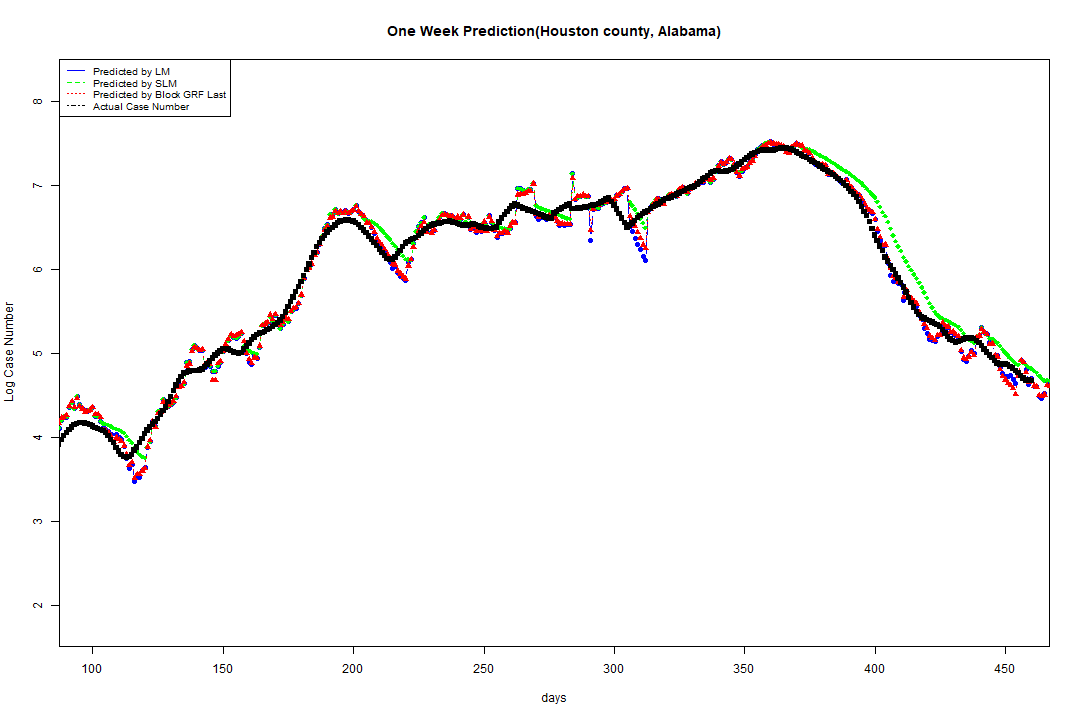 One Week Prediction(Houston county, Alabama)
Predicted by LM
Predicted by SLM
Predicted by Block GRF Last
Actual Case Number
8
7
6
5
4
3
2
Log Case Number
100 150 200 250 300 350 400 450
days